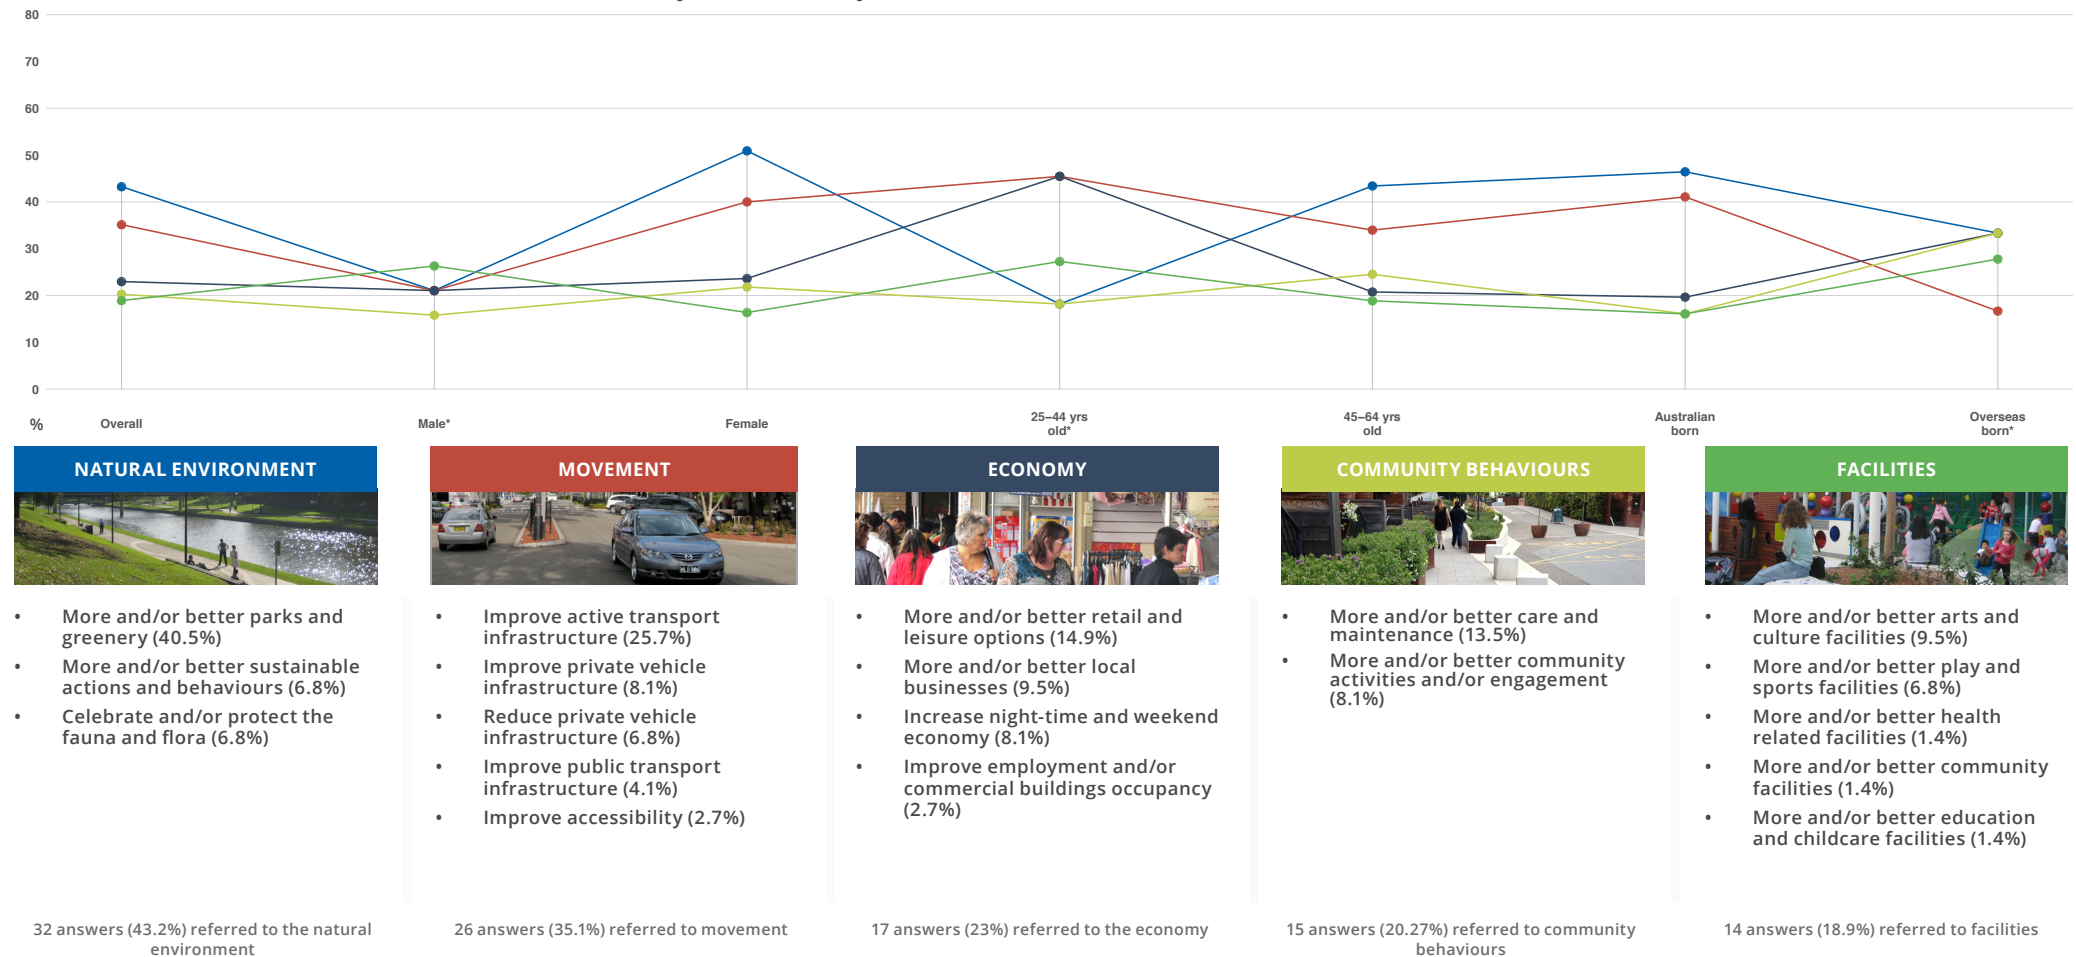 80
70
60
50
40
30
20
10
0
%
Overall
Male*
Female
25–44 yrs
old*
45–64 yrs
old
Australian
born
Overseas
born*
NATURAL ENVIRONMENT
MOVEMENT
ECONOMY
COMMUNITY BEHAVIOURS
FACILITIES
• More and/or better parks and
greenery (40.5%)
• More and/or better sustainable
actions and behaviours (6.8%)
• Celebrate and/or protect the
fauna and flora (6.8%)
• Improve active transport
infrastructure (25.7%)
• Improve private vehicle
infrastructure (8.1%)
• Reduce private vehicle
infrastructure (6.8%)
• Improve public transport
infrastructure (4.1%)
• Improve accessibility (2.7%)
• More and/or better retail and
leisure options (14.9%)
• More and/or better local
businesses (9.5%)
• Increase night-time and weekend
economy (8.1%)
• Improve employment and/or
commercial buildings occupancy
(2.7%)
• More and/or better care and
maintenance (13.5%)
• More and/or better community
activities and/or engagement
(8.1%)
• More and/or better arts and
culture facilities (9.5%)
• More and/or better play and
sports facilities (6.8%)
• More and/or better health
related facilities (1.4%)
• More and/or better community
facilities (1.4%)
• More and/or better education
and childcare facilities (1.4%)
32 answers (43.2%) referred to the natural
environment
26 answers (35.1%) referred to movement
17 answers (23%) referred to the economy
15 answers (20.27%) referred to community
behaviours
14 answers (18.9%) referred to facilities